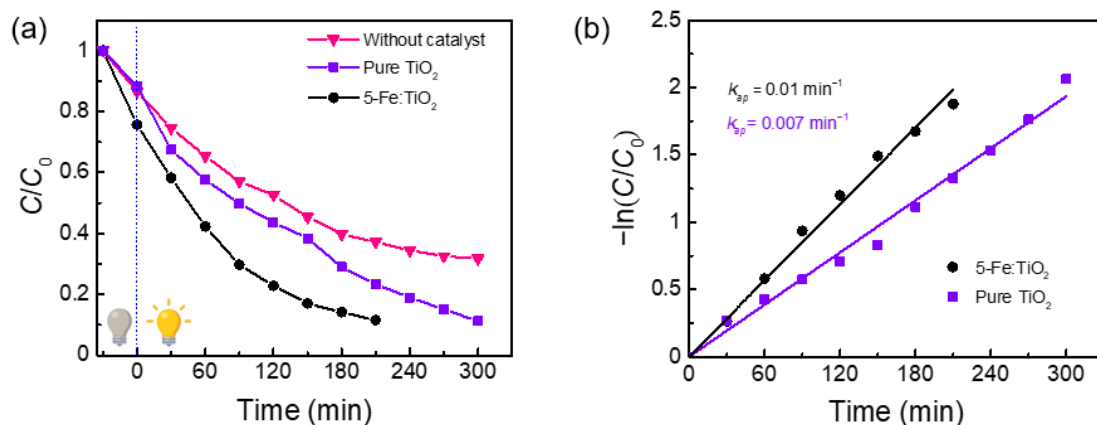 (a)
C/C₀
1
0.8
0.6
0.4
0.2
0
Without catalyst
Pure TiO₂
5-Fe:TiO₂
0 60 120 180 240 300
Time (min)
(b)
−ln(C/C₀)
2.5
2
1.5
1
0.5
0
k_ap = 0.01 min⁻¹
k_ap = 0.007 min⁻¹
5-Fe:TiO₂
Pure TiO₂
0 60 120 180 240 300
Time (min)